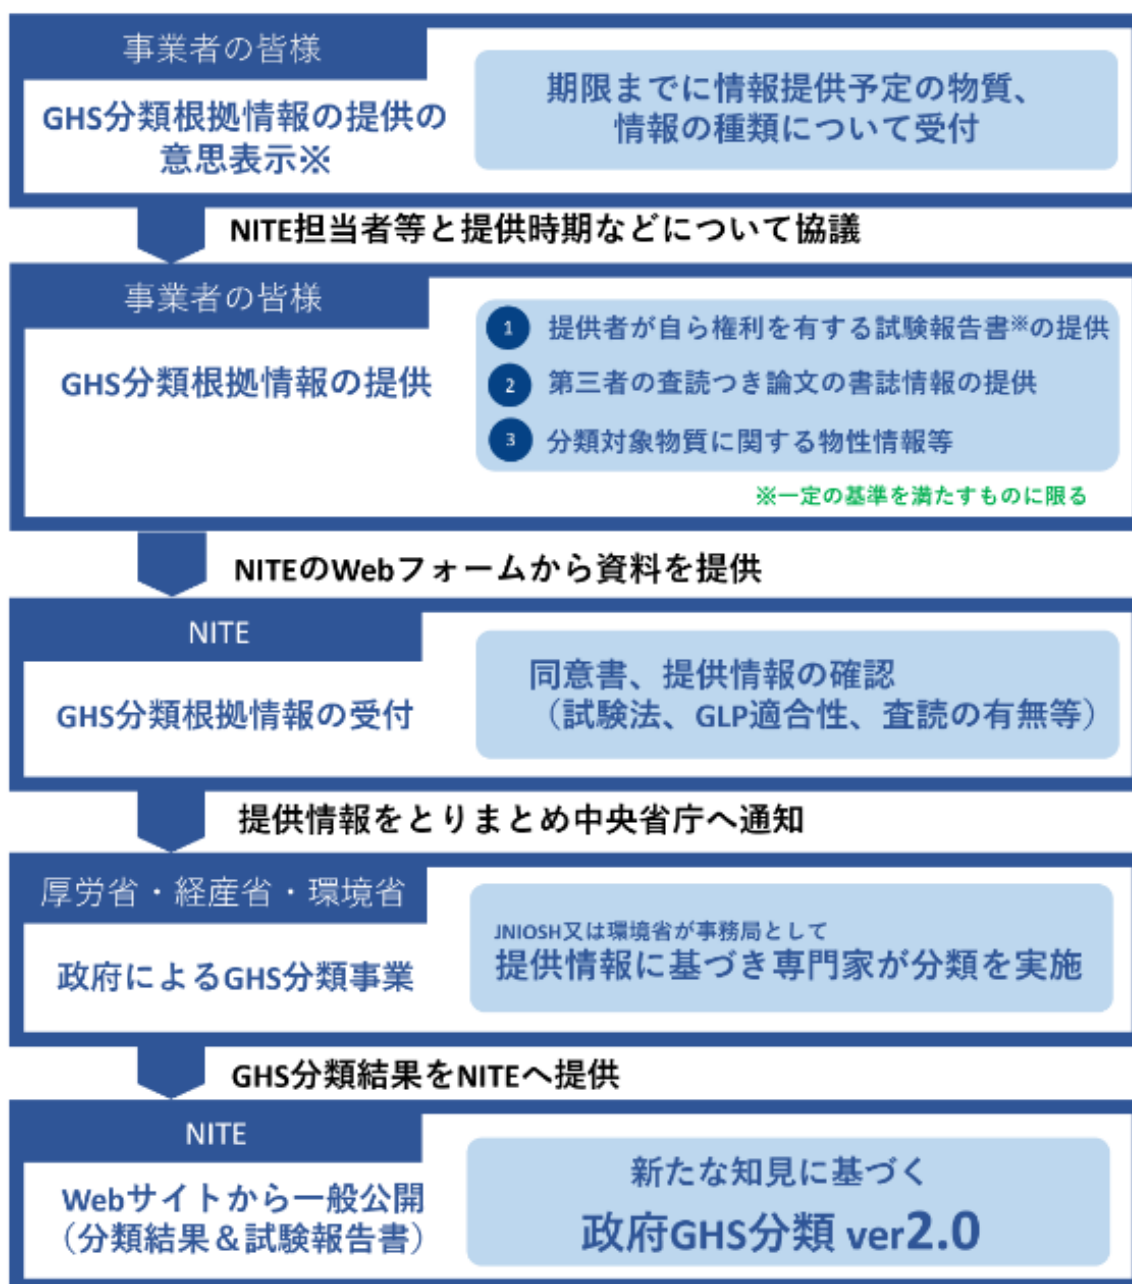 事業者の皆様
GHS分類根拠情報の提供の
意思表示※
期限までに情報提供予定の物質、
情報の種類について受付
NITE担当者等と提供時期などについて協議
事業者の皆様
GHS分類根拠情報の提供
1 提供者が自ら権利を有する試験報告書※の提供
2 第三者の査読つき論文の書誌情報の提供
3 分類対象物質に関する物性情報等
※一定の基準を満たすものに限る
NITEのWebフォームから資料を提供
NITE
GHS分類根拠情報の受付
同意書、提供情報の確認
（試験法、GLP適合性、査読の有無等）
提供情報をとりまとめ中央省庁へ通知
厚労省・経産省・環境省
政府によるGHS分類事業
JNIOSH又は環境省が事務局として
提供情報に基づき専門家が分類を実施
GHS分類結果をNITEへ提供
NITE
Webサイトから一般公開
（分類結果＆試験報告書）
新たな知見に基づく
政府GHS分類 ver2.0